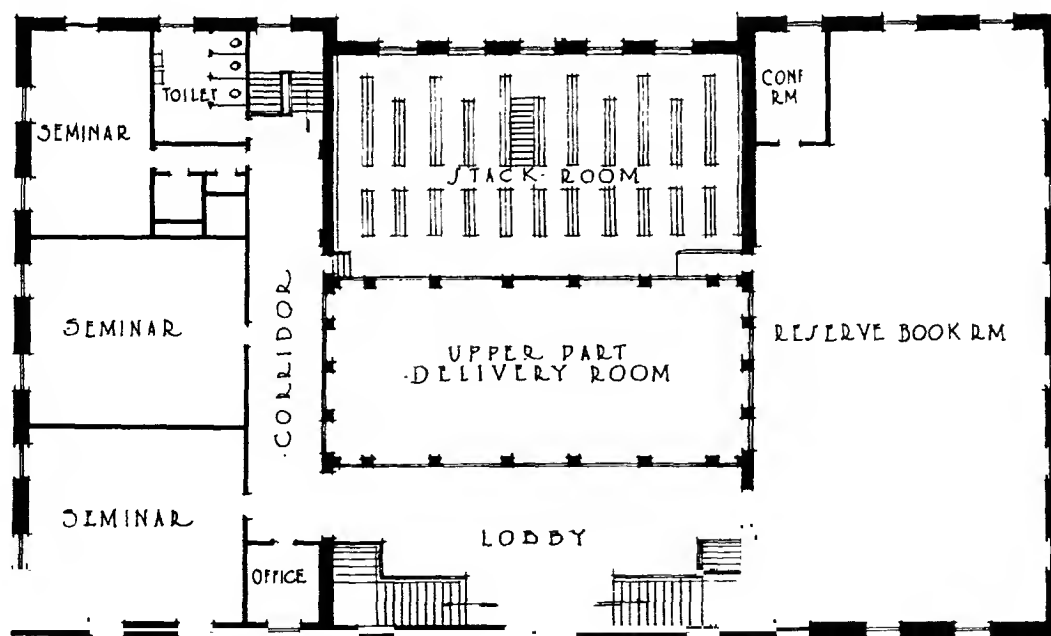 CONF
RM
TOILET
SEMINAR
STACK · ROOM
SEMINAR
·CORRIDOR
UPPER PART
·DELIVERY ROOM
RESERVE BOOK RM
SEMINAR
LOBBY
OFFICE